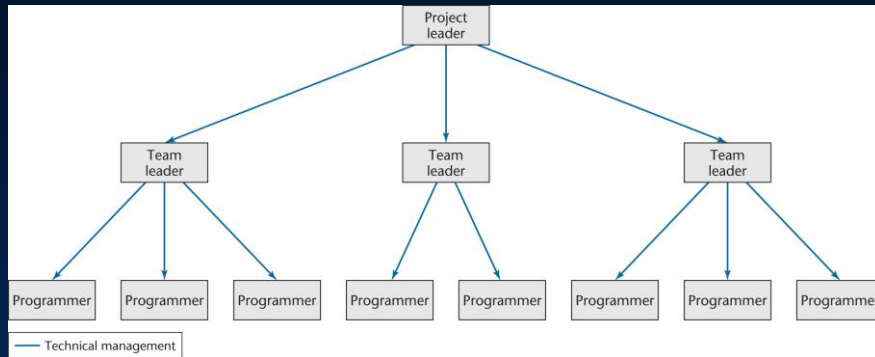 Project
leader
Team
leader
Team
leader
Team
leader
Programmer
Programmer
Programmer
Programmer
Programmer
Programmer
Programmer
Programme
Technical management